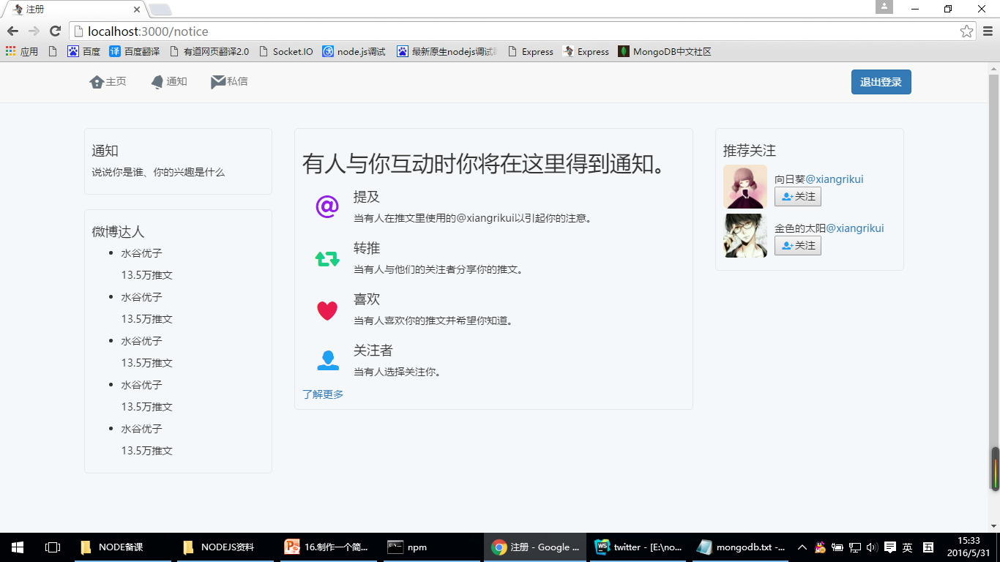 注册
localhost:3000/notice
应用 百度 百度翻译 有道网页翻译2.0 Socket.IO node.js调试 最新原生nodejs调试 Express Express MongoDB中文社区
主页 通知 私信 退出登录
通知
说说你是谁、你的兴趣是什么
微博达人
水谷优子
13.5万推文
水谷优子
13.5万推文
水谷优子
13.5万推文
水谷优子
13.5万推文
水谷优子
13.5万推文
有人与你互动时你将在这里得到通知。
@ 提及
当有人在推文里使用的@xiangrikui以引起你的注意。
转推
当有人与他们的关注者分享你的推文。
喜欢
当有人喜欢你的推文并希望你知道。
关注者
当有人选择关注你。
了解更多
推荐关注
向日葵@xiangrikui
关注
金色的太阳@xiangrikui
关注
NODE备课 NODEJS资料 16.制作一个简... npm 注册 - Google ... twitter - [E:\no... mongodb.txt -... 英 五 15:33
2016/5/31